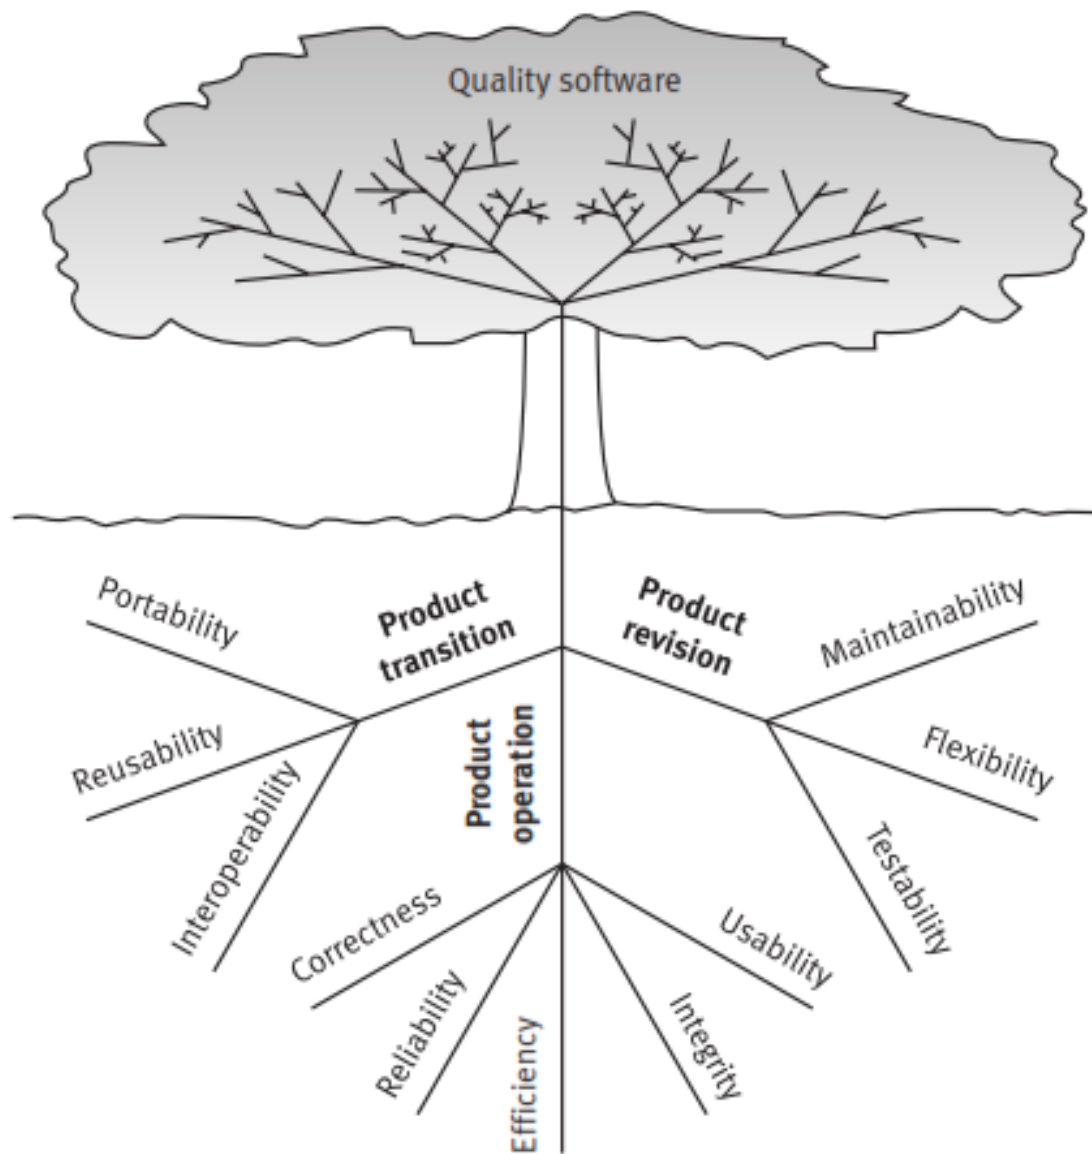 Quality software
Portability
Product
transition
Product
revision
Maintainability
Reusability
Interoperability
Product
operation
Flexibility
Testability
Correctness
Reliability
Efficiency
Integrity
Usability